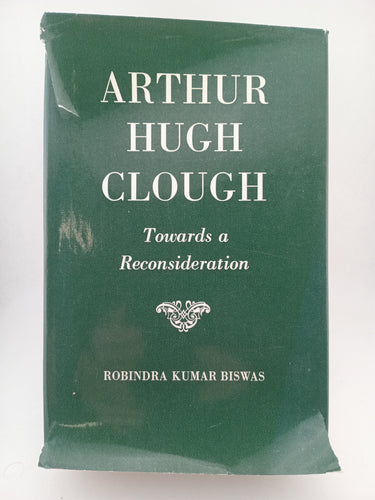 ARTHUR
HUGH
CLOUGH
Towards a
Reconsideration
ROBINDRA KUMAR BISWAS